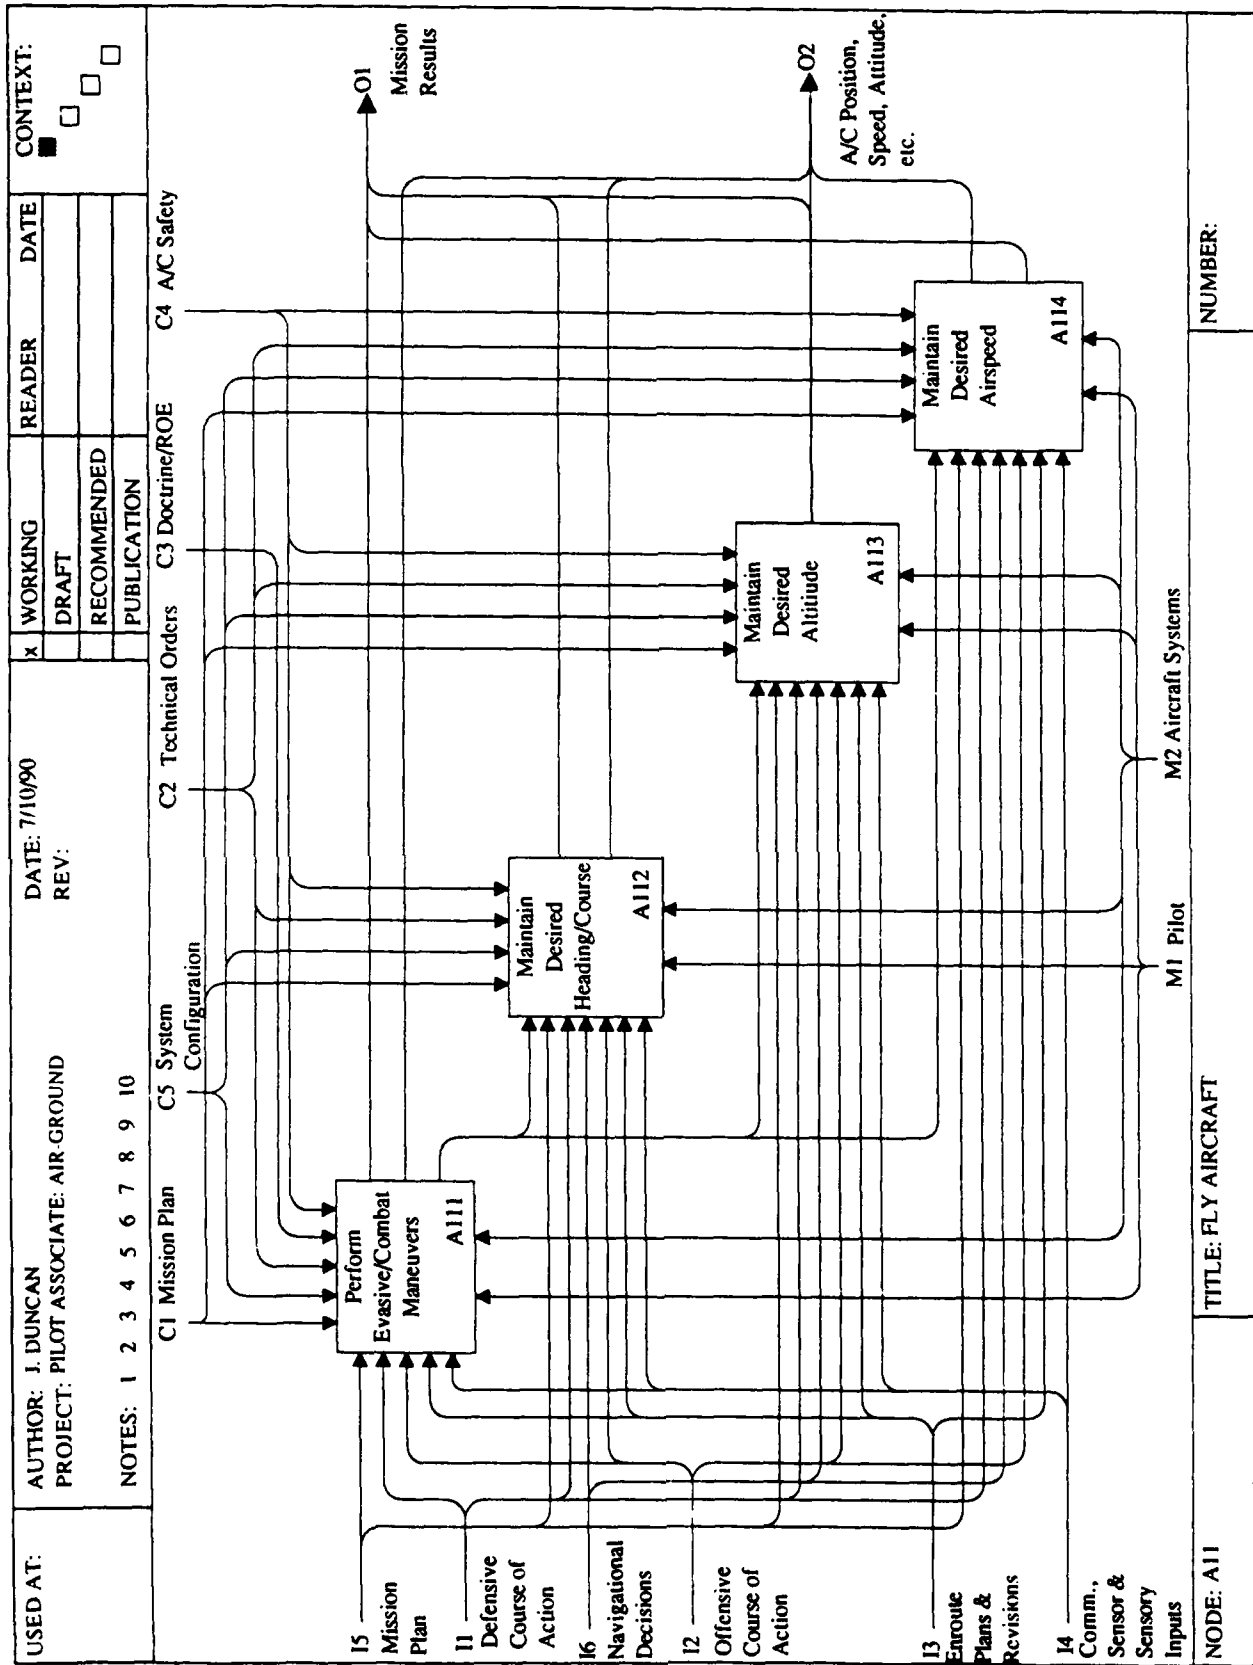 USED AT:
AUTHOR: J. DUNCAN
PROJECT: PILOT ASSOCIATE: AIR-GROUND
NOTES: 1 2 3 4 5 6 7 8 9 10
DATE: 7/10/90
REV:
x WORKING
DRAFT
RECOMMENDED
PUBLICATION
READER DATE
CONTEXT:
C1 Mission Plan
C5 System
Configuration
C2 Technical Orders
C3 Doctrine/ROE
C4 A/C Safety
I5
Mission
Plan
I1
Defensive
Course of
Action
I6
Navigational
Decisions
I2
Offensive
Course of
Action
I3
Enroute
Plans &
Revisions
I4
Comm.,
Sensor &
Sensory
Inputs
Perform
Evasive/Combat
Maneuvers
A111
Maintain
Desired
Heading/Course
A112
Maintain
Desired
Altitiude
A113
Maintain
Desired
Airspeed
A114
O1
Mission
Results
O2
A/C Position,
Speed, Attitude,
etc.
M1 Pilot
M2 Aircraft Systems
NODE: A11
TITLE: FLY AIRCRAFT
NUMBER: